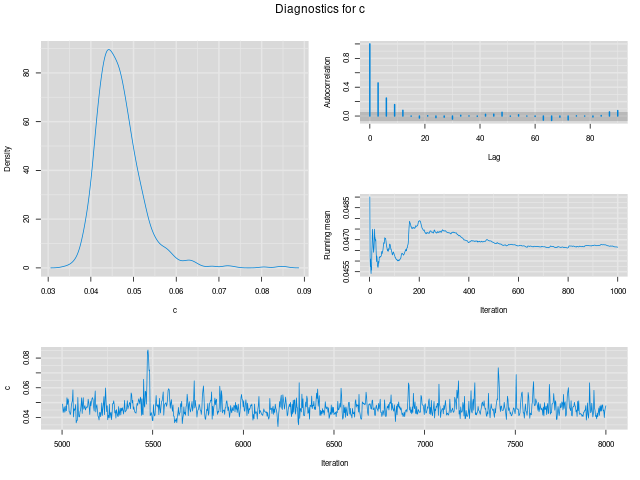 Diagnostics for c
Density
0 20 40 60 80
0.03 0.04 0.05 0.06 0.07 0.08 0.09
c
Autocorrelation
0.0 0.4 0.8
0 20 40 60 80
Lag
Running mean
0.0455 0.0470 0.0485
0 200 400 600 800 1000
Iteration
c
0.04 0.06 0.08
5000 5500 6000 6500 7000 7500 8000
Iteration